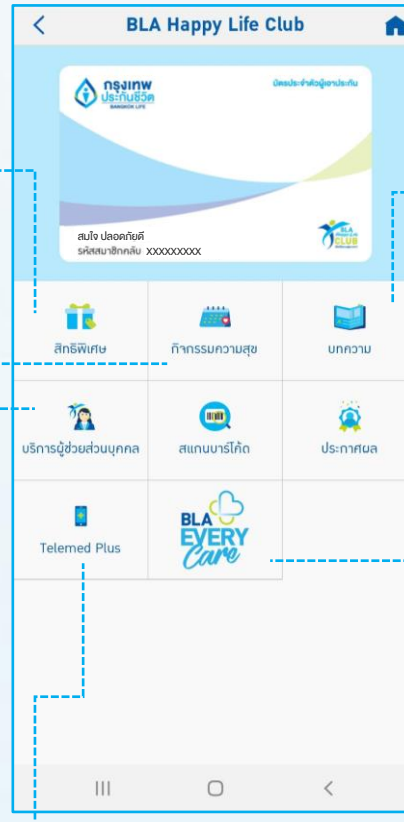 BLA Happy Life Club
กรุงเทพ
ประกันชีวิต
BANGKOK LIFE
บัตรประจำตัวผู้เอาประกัน
สมใจ ปลอดภัยดี
รหัสสมาชิกคลับ XXXXXXXXX
BLA
CLUB
สิทธิพิเศษ
กิจกรรมความสุข
บทความ
บริการผู้ช่วยส่วนบุคคล
สแกนบาร์โค้ด
ประกาศผล
Telemed Plus
BLA
EVERY
Care